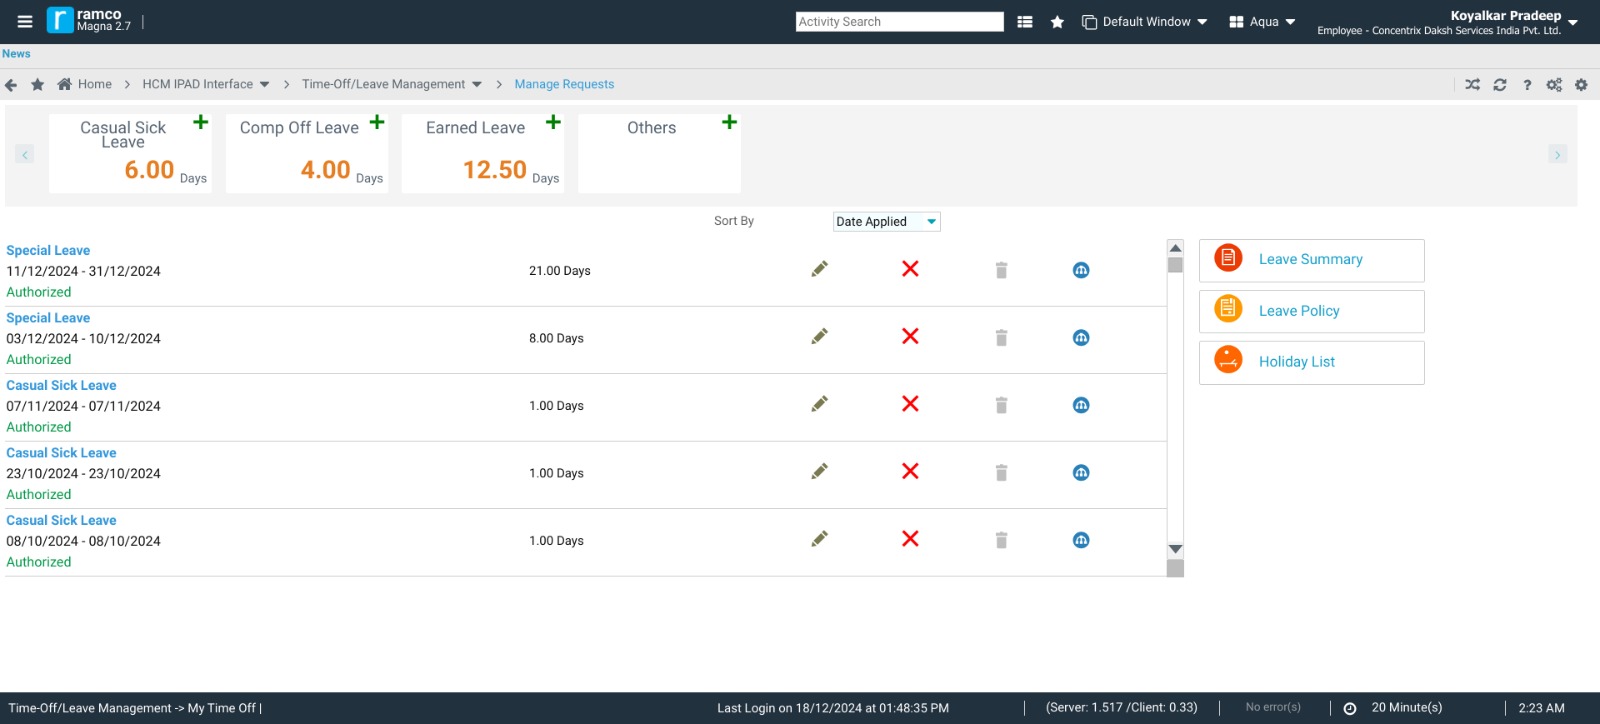 ramco
Magna 2.7
Activity Search
Default Window
Aqua
Koyalkar Pradeep
Employee - Concentrix Daksh Services India Pvt. Ltd.
News
Home > HCM IPAD Interface > Time-Off/Leave Management > Manage Requests
?
Casual Sick Leave
6.00 Days
Comp Off Leave
4.00 Days
Earned Leave
12.50 Days
Others
Sort By Date Applied
Special Leave
11/12/2024 - 31/12/2024 21.00 Days
Authorized
Special Leave
03/12/2024 - 10/12/2024 8.00 Days
Authorized
Casual Sick Leave
07/11/2024 - 07/11/2024 1.00 Days
Authorized
Casual Sick Leave
23/10/2024 - 23/10/2024 1.00 Days
Authorized
Casual Sick Leave
08/10/2024 - 08/10/2024 1.00 Days
Authorized
Leave Summary
Leave Policy
Holiday List
Time-Off/Leave Management -> My Time Off | Last Login on 18/12/2024 at 01:48:35 PM (Server: 1.517 /Client: 0.33) No error(s) 20 Minute(s) 2:23 AM